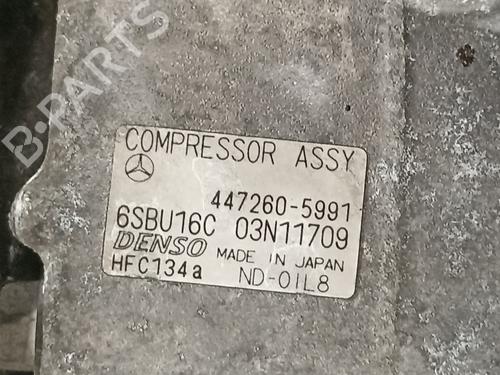 B-PARTS
COMPRESSOR ASSY
447260-5991
6SBU16C 03N11709
DENSO MADE IN JAPAN
HFC134a ND-OIL8